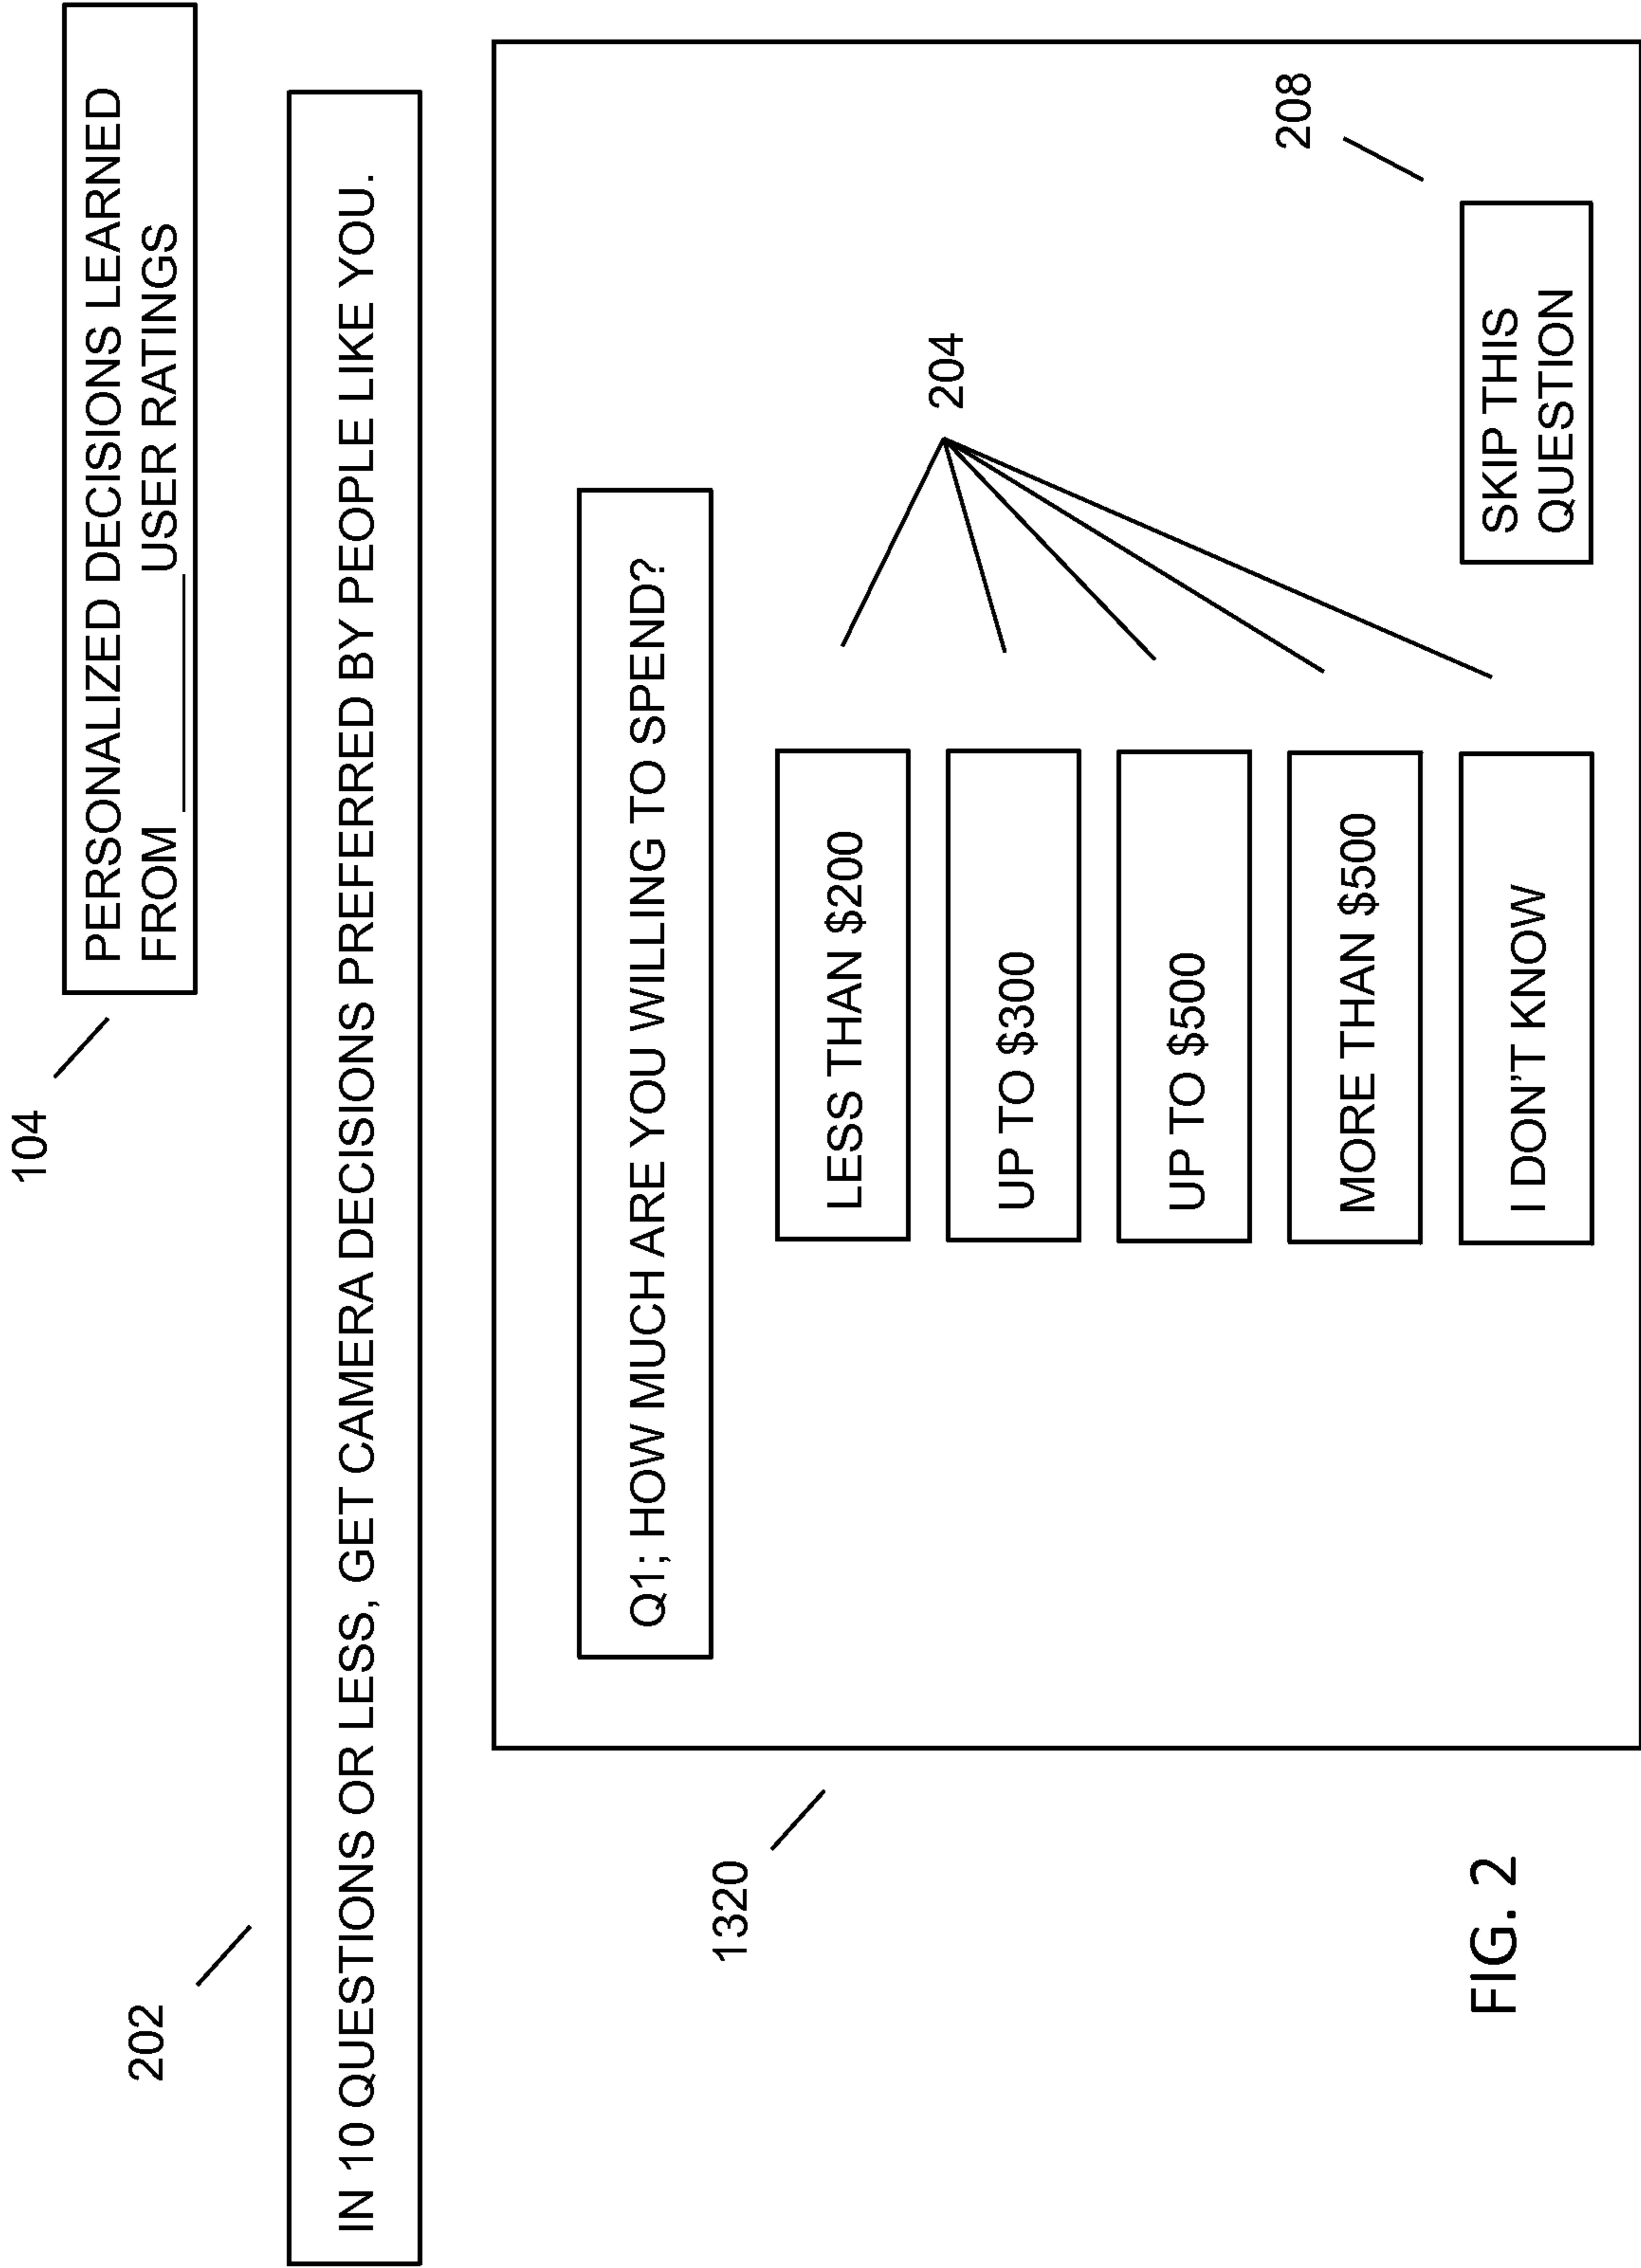 104
PERSONALIZED DECISIONS LEARNED
FROM __________ USER RATINGS
202
IN 10 QUESTIONS OR LESS, GET CAMERA DECISIONS PREFERRED BY PEOPLE LIKE YOU.
1320
Q1; HOW MUCH ARE YOU WILLING TO SPEND?
LESS THAN $200
204
UP TO $300
UP TO $500
MORE THAN $500
I DON'T KNOW
208
SKIP THIS
QUESTION
FIG. 2